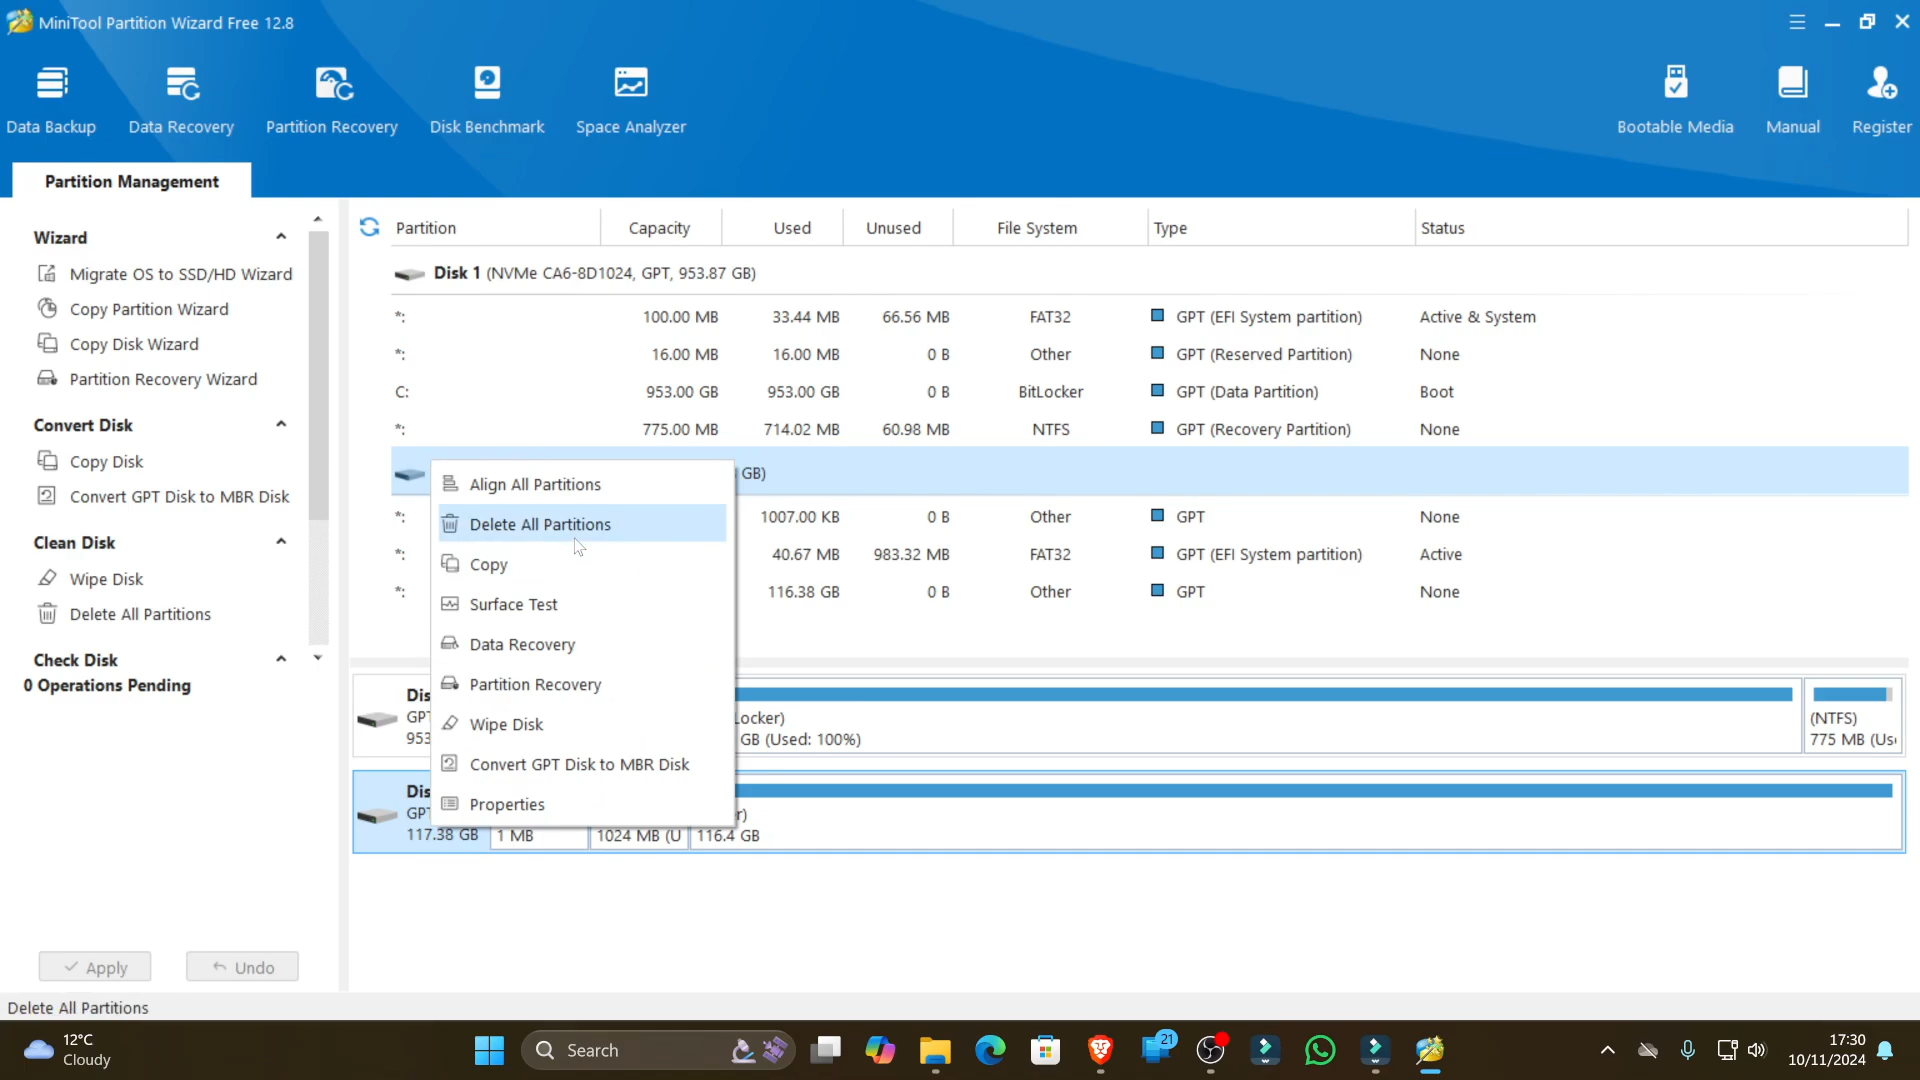 MiniTool Partition Wizard Free 12.8
Data Backup Data Recovery Partition Recovery Disk Benchmark Space Analyzer Bootable Media Manual Register
Partition Management
Wizard
Migrate OS to SSD/HD Wizard
Copy Partition Wizard
Copy Disk Wizard
Partition Recovery Wizard
Convert Disk
Copy Disk
Convert GPT Disk to MBR Disk
Clean Disk
Wipe Disk
Delete All Partitions
Check Disk
0 Operations Pending
Apply Undo
Partition Capacity Used Unused File System Type Status
Disk 1 (NVMe CA6-8D1024, GPT, 953.87 GB)
*: 100.00 MB 33.44 MB 66.56 MB FAT32 GPT (EFI System partition) Active & System
*: 16.00 MB 16.00 MB 0 B Other GPT (Reserved Partition) None
C: 953.00 GB 953.00 GB 0 B BitLocker GPT (Data Partition) Boot
*: 775.00 MB 714.02 MB 60.98 MB NTFS GPT (Recovery Partition) None
GB)
*: 1007.00 KB 0 B Other GPT None
*: 40.67 MB 983.32 MB FAT32 GPT (EFI System partition) Active
*: 116.38 GB 0 B Other GPT None
Align All Partitions
Delete All Partitions
Copy
Surface Test
Data Recovery
Partition Recovery
Wipe Disk
Convert GPT Disk to MBR Disk
Properties
Dis
GPT Locker) (NTFS)
953 GB (Used: 100%) 775 MB (Use
Dis
GPT r)
117.38 GB 1 MB 1024 MB (U 116.4 GB
Delete All Partitions
12°C
Cloudy
Search
21
17:30
10/11/2024